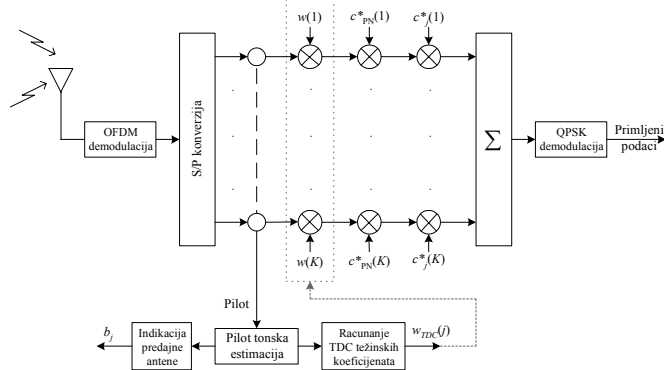 w(1)
c*PN(1)
c*j(1)
OFDM
demodulacija
S/P konverzija
Σ
QPSK
demodulacija
Primljeni
podaci
w(K)
c*PN(K)
c*j(K)
Pilot
bj
Indikacija
predajne
antene
Pilot tonska
estimacija
Racunanje
TDC težinskih
koeficijenata
wTDC(j)